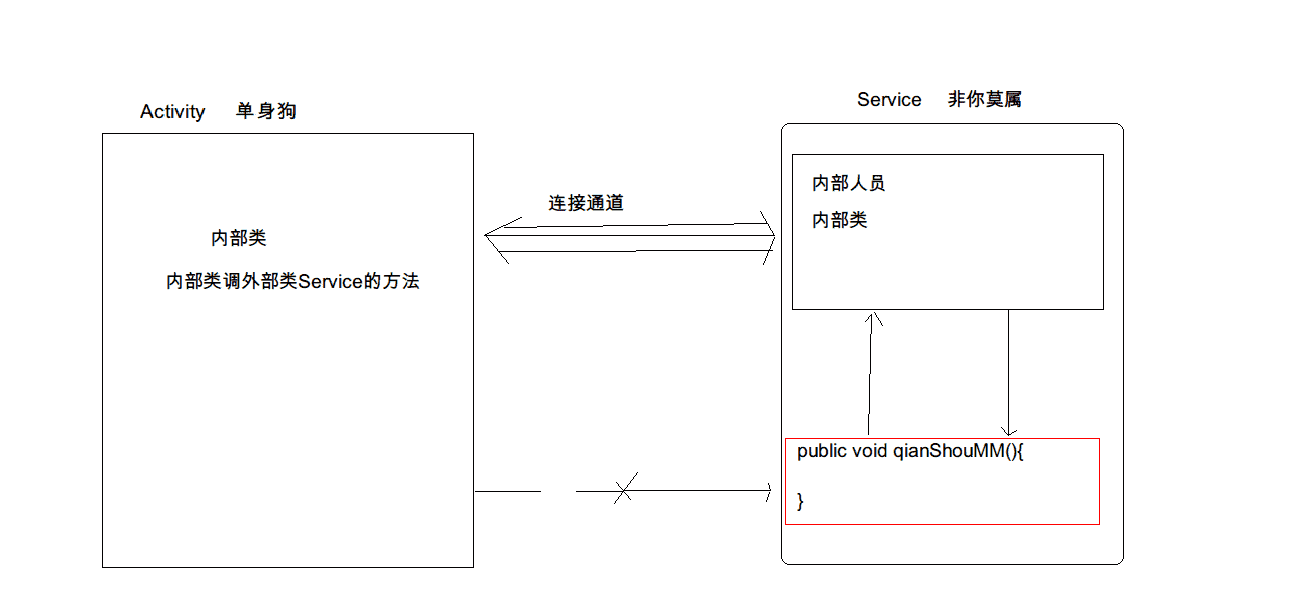 Activity 单身狗
Service 非你莫属
连接通道
内部类
内部类调外部类Service的方法
内部人员
内部类
public void qianShouMM(){
}